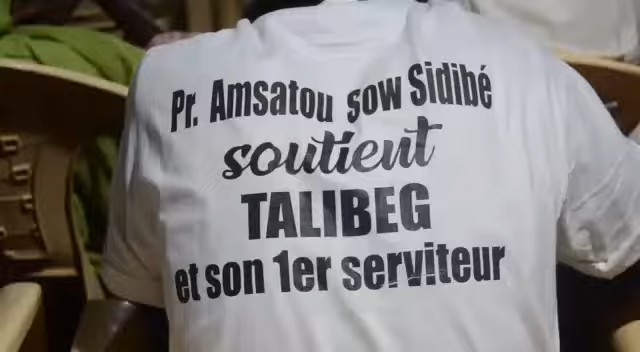 Pr. Amsatou sow Sidibé
soutient
TALIBEG
et son 1er serviteur